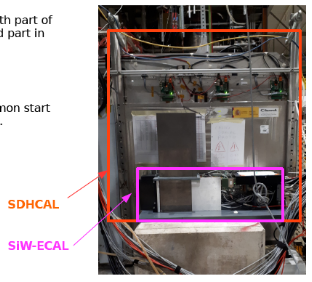 th part of
d part in
mon start
.
SDHCAL
SiW-ECAL